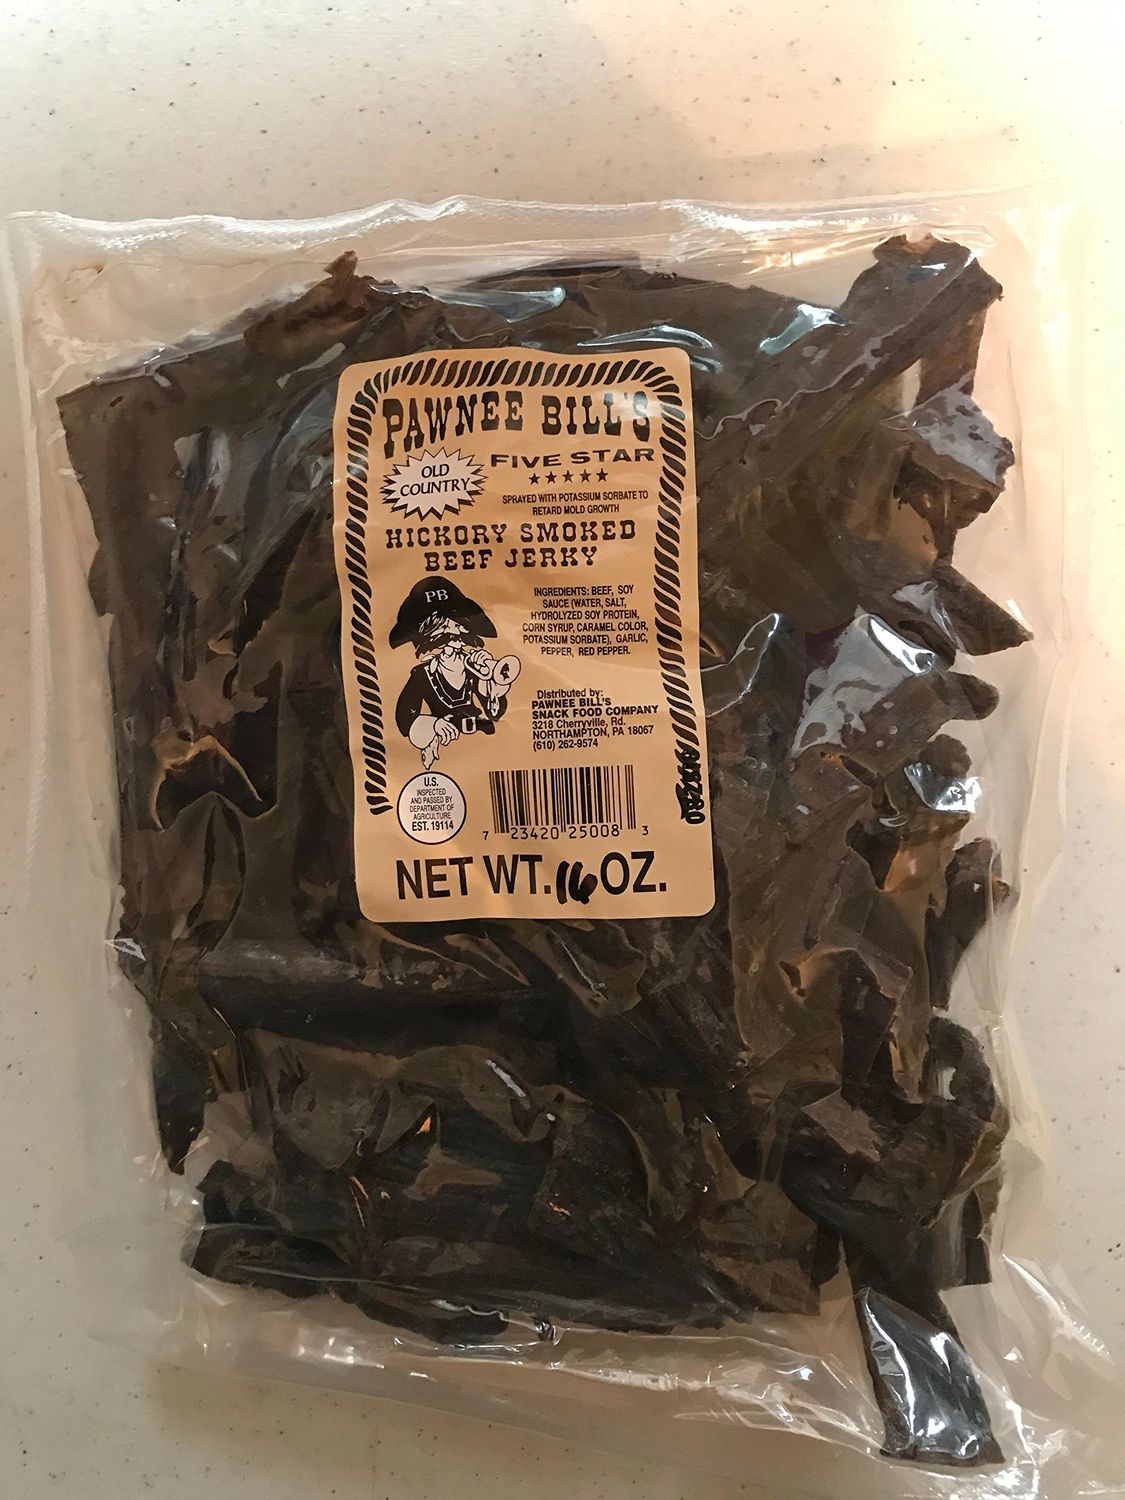 PAWNEE BILL'S
OLD
COUNTRY
FIVE STAR
★★★★★
SPRAYED WITH POTASSIUM SORBATE TO
RETARD MOLD GROWTH
HICKORY SMOKED
BEEF JERKY
PB
INGREDIENTS: BEEF, SOY
SAUCE (WATER, SALT,
HYDROLYZED SOY PROTEIN,
CORN SYRUP, CARAMEL COLOR,
POTASSIUM SORBATE), GARLIC,
PEPPER, RED PEPPER.
Distributed by:
PAWNEE BILL'S
SNACK FOOD COMPANY
3218 Cherryville, Rd.
NORTHAMPTON, PA 18067
(610) 262-9574
U.S.
INSPECTED
AND PASSED BY
DEPARTMENT OF
AGRICULTURE
EST. 19114
7 23420 25008 3
NET WT. 16 OZ.